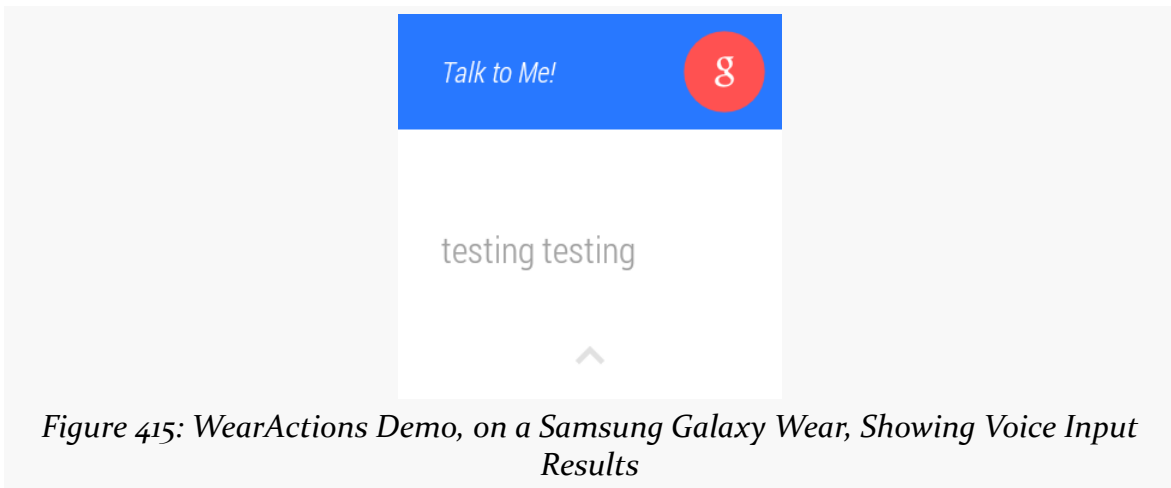 Talk to Me!
g
testing testing
Figure 415: WearActions Demo, on a Samsung Galaxy Wear, Showing Voice Input
Results